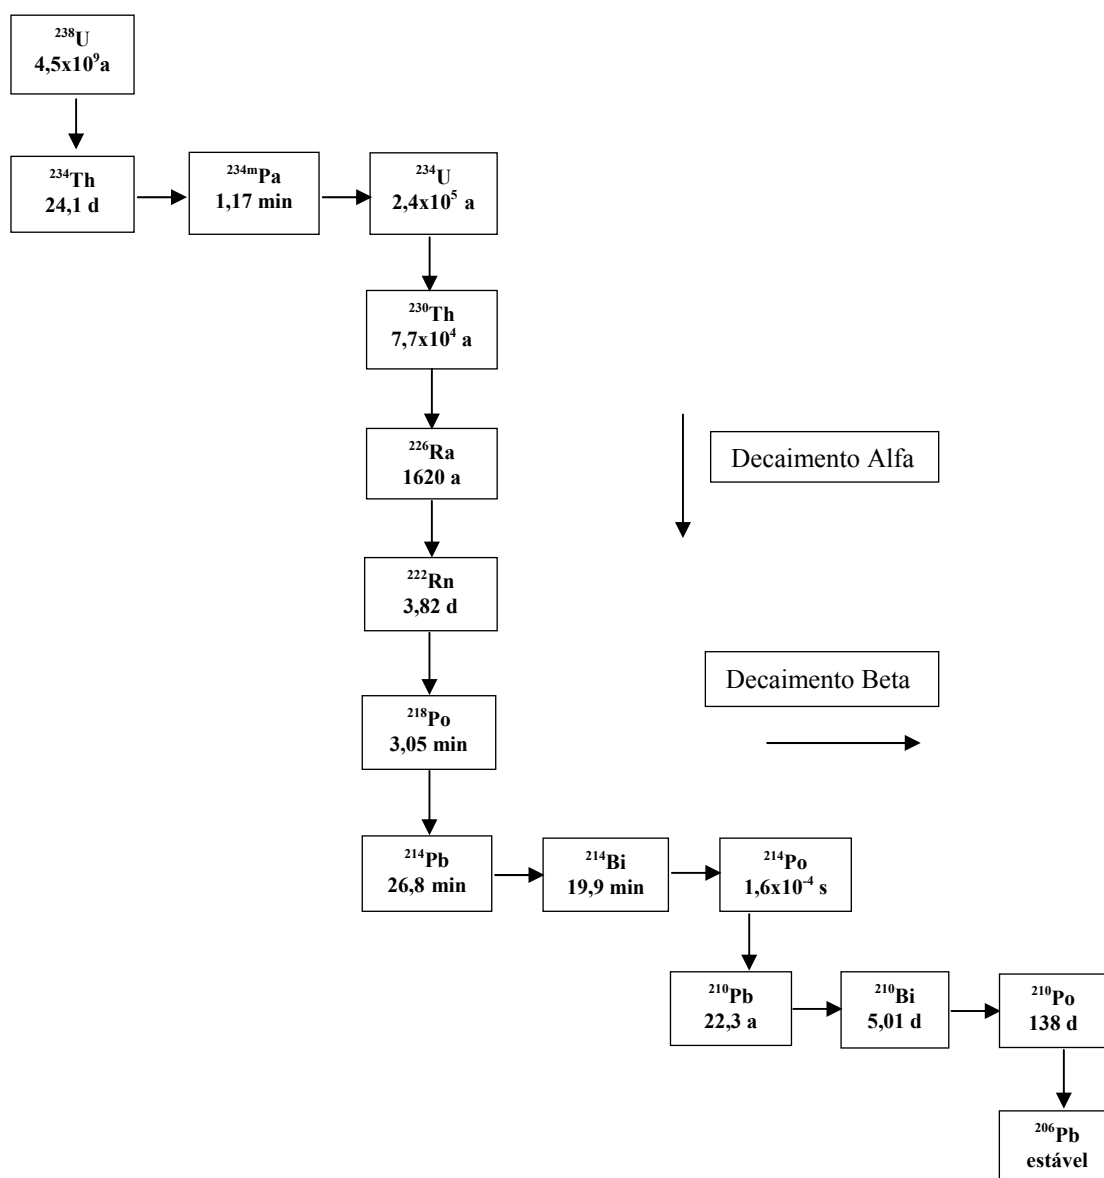 ²³⁸U
4,5x10⁹a
²³⁴Th
24,1 d
²³⁴ᵐPa
1,17 min
²³⁴U
2,4x10⁵ a
²³⁰Th
7,7x10⁴ a
²²⁶Ra
1620 a
Decaimento Alfa
²²²Rn
3,82 d
Decaimento Beta
²¹⁸Po
3,05 min
²¹⁴Pb
26,8 min
²¹⁴Bi
19,9 min
²¹⁴Po
1,6x10⁻⁴ s
²¹⁰Pb
22,3 a
²¹⁰Bi
5,01 d
²¹⁰Po
138 d
²⁰⁶Pb
estável